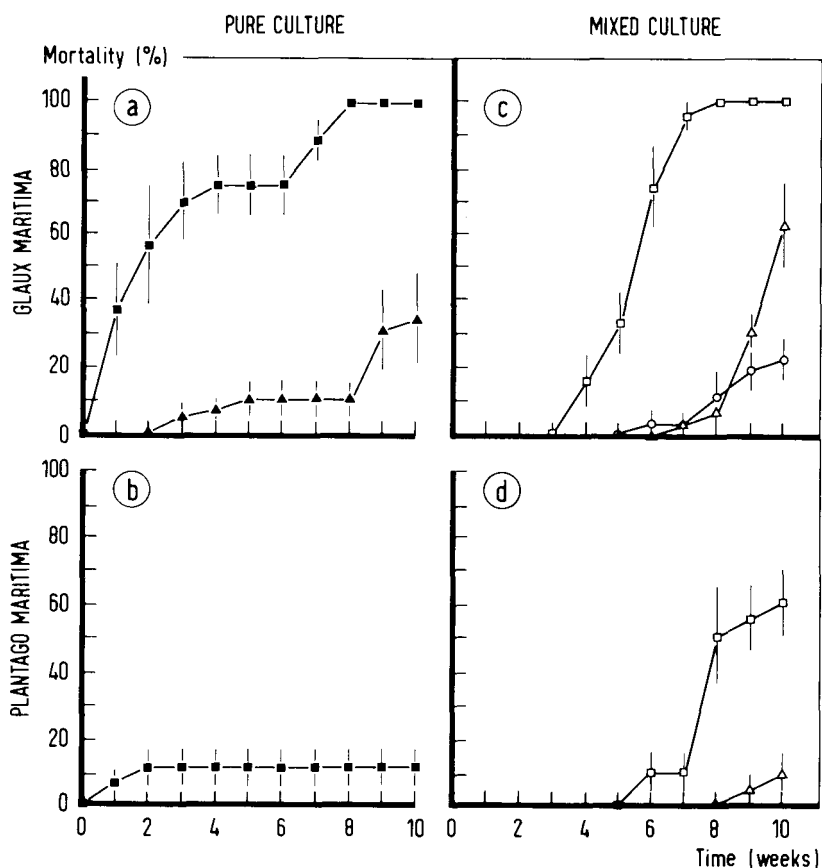 PURE CULTURE
MIXED CULTURE
Mortality (%)
GLAUX MARITIMA
100
80
60
40
20
0
a
c
PLANTAGO MARITIMA
100
80
60
40
20
0
b
d
0 2 4 6 8 10
0 2 4 6 8 10
Time (weeks)